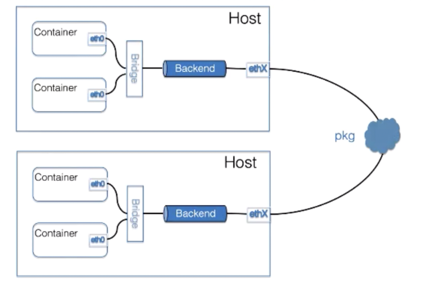 Host
Container
eth0
Bridge
Backend
ethX
Container
eth0
pkg
Host
Container
eth0
Bridge
Backend
ethX
Container
eth0